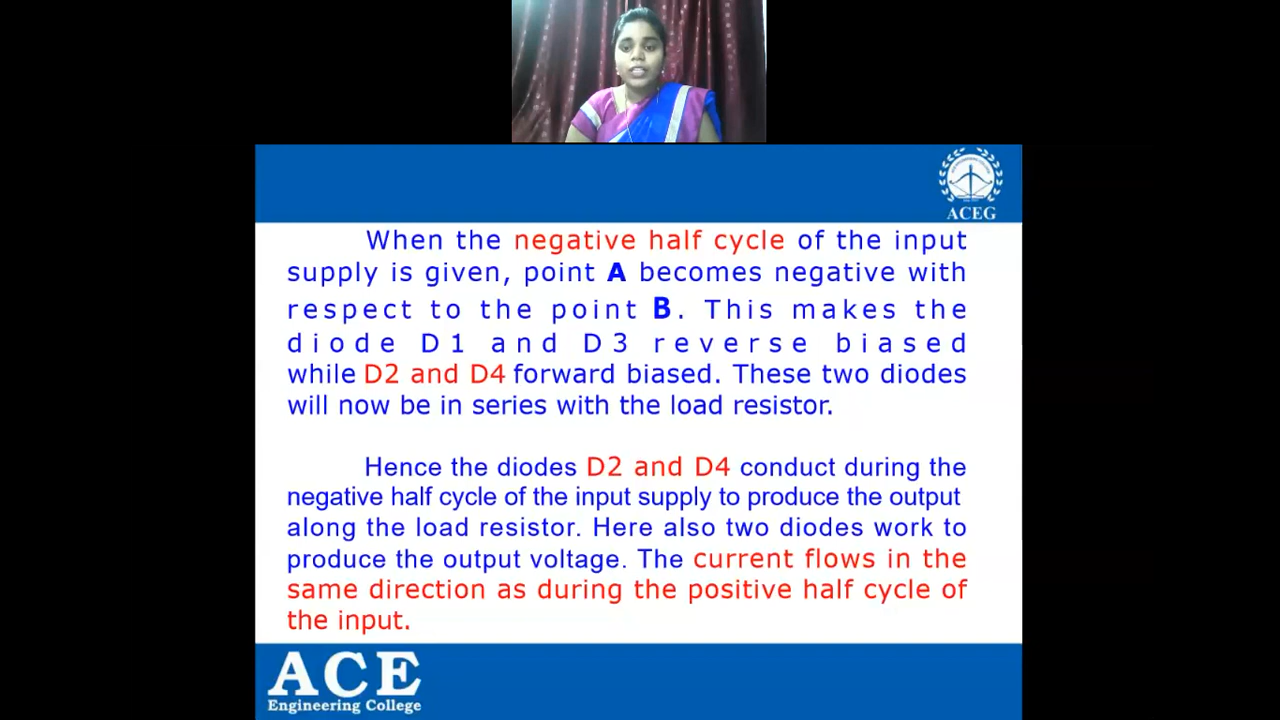 ACEG
When the negative half cycle of the input
supply is given, point A becomes negative with
respect to the point B. This makes the
diode D1 and D3 reverse biased
while D2 and D4 forward biased. These two diodes
will now be in series with the load resistor.
Hence the diodes D2 and D4 conduct during the
negative half cycle of the input supply to produce the output
along the load resistor. Here also two diodes work to
produce the output voltage. The current flows in the
same direction as during the positive half cycle of
the input.
ACE
Engineering College